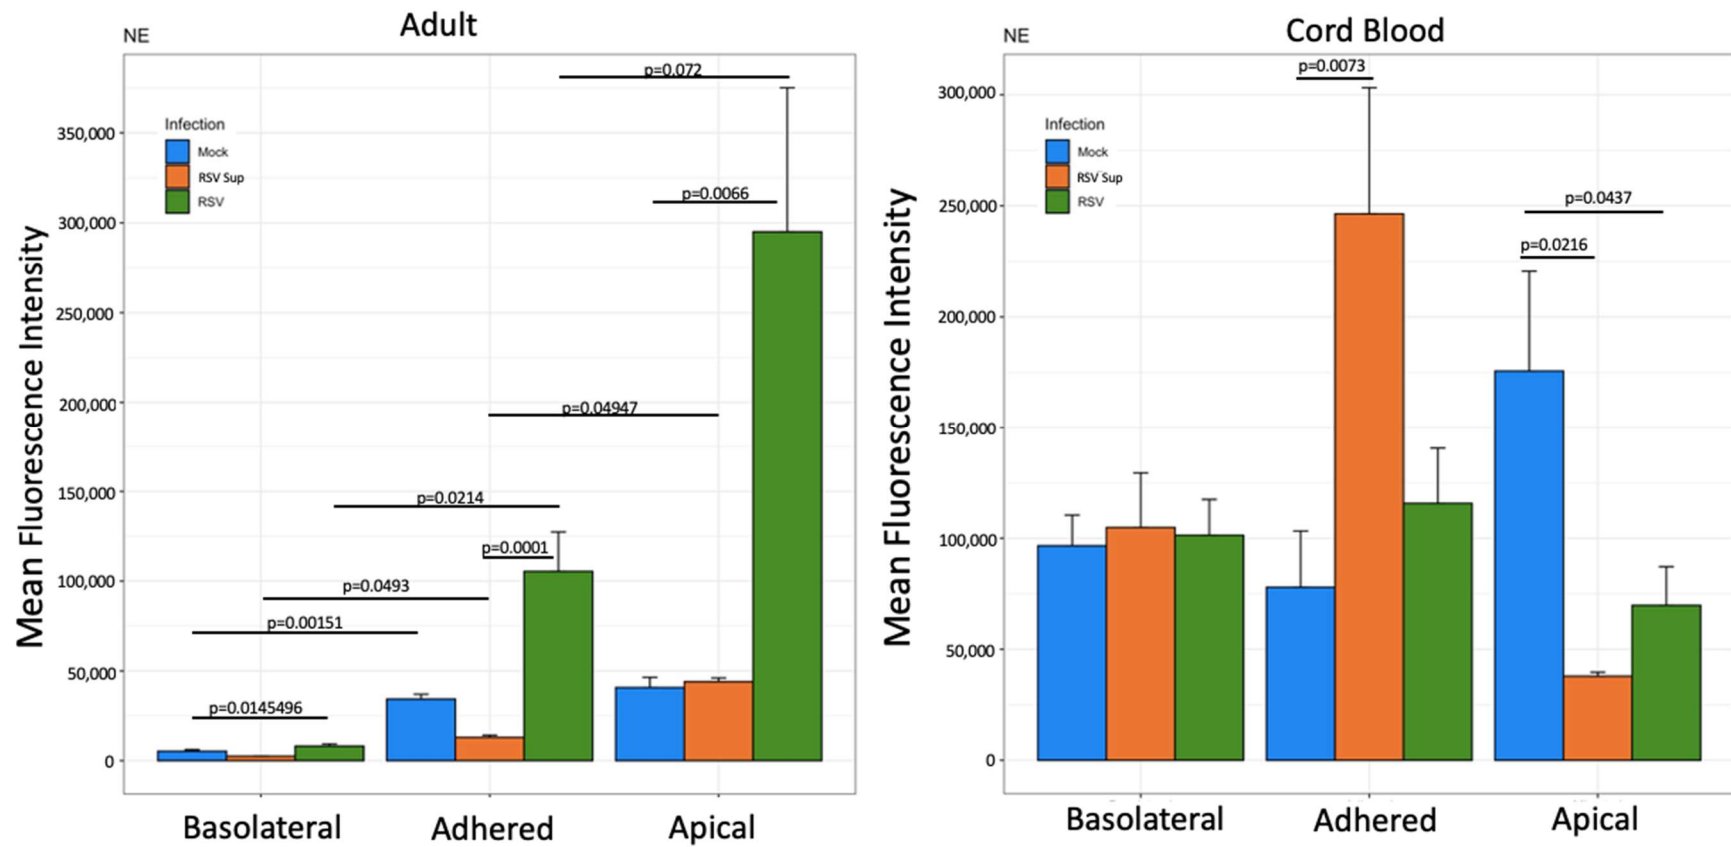 Adult
NE
Mean Fluorescence Intensity
350,000
300,000
250,000
200,000
150,000
100,000
50,000
0
Infection
Mock
RSV Sup
RSV
p=0.072
p=0.0066
p=0.04947
p=0.0214
p=0.0001
p=0.0493
p=0.00151
p=0.0145496
Basolateral
Adhered
Apical
Cord Blood
NE
Mean Fluorescence Intensity
300,000
250,000
200,000
150,000
100,000
50,000
0
Infection
Mock
RSV Sup
RSV
p=0.0073
p=0.0437
p=0.0216
Basolateral
Adhered
Apical